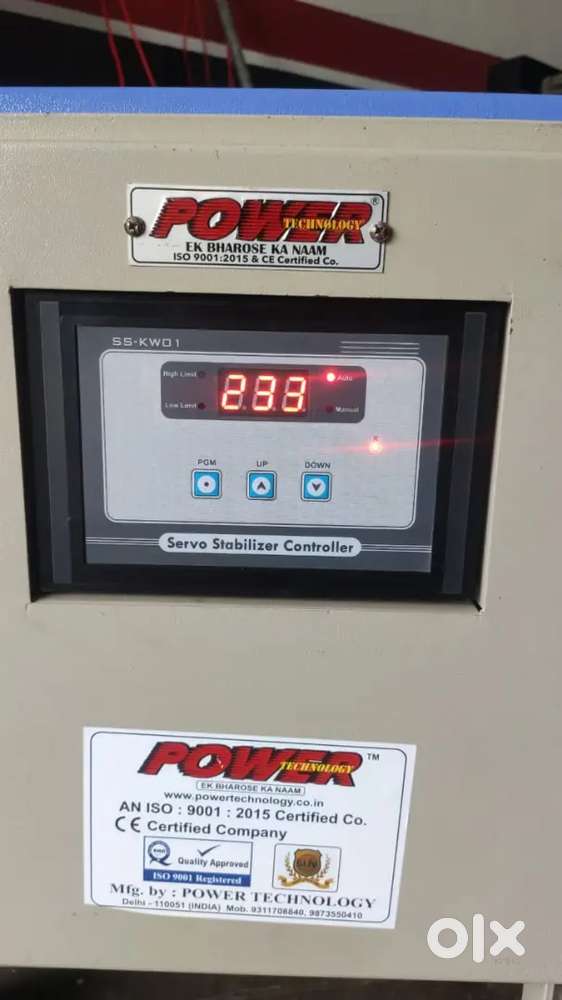 POWER ®
TECHNOLOGY
EK BHAROSE KA NAAM
ISO 9001:2015 & CE Certified Co.
SS-KW01
High Limit
Auto
233
Low Limit
Manual
PGM UP DOWN
Servo Stabilizer Controller
POWER TM
TECHNOLOGY
EK BHAROSE KA NAAM
www.powertechnology.co.in
AN ISO : 9001 : 2015 Certified Co.
CE Certified Company
Quality Approved
ISO 9001 Registered
Mfg. by : POWER TECHNOLOGY
Delhi - 110051 (INDIA) Mob. 9311708840, 9873550410
olx